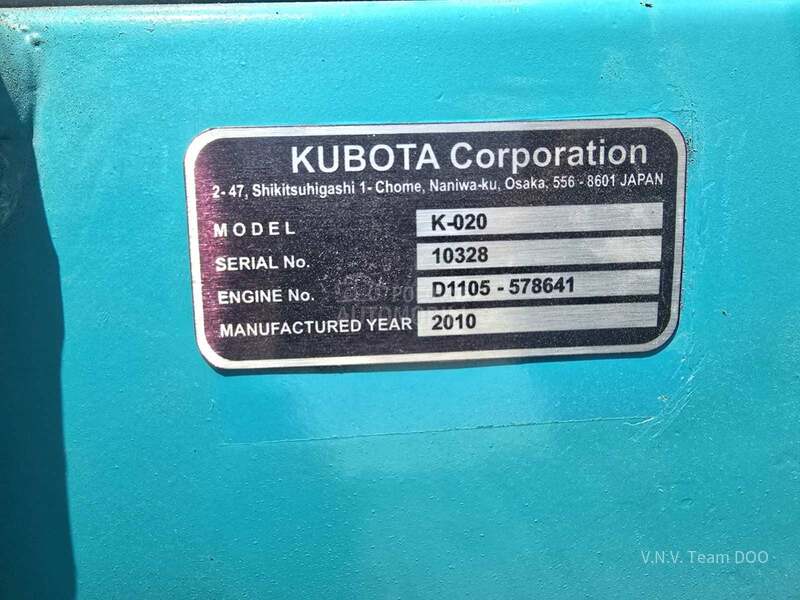 KUBOTA Corporation
2-47, Shikitsuhigashi 1- Chome, Naniwa-ku, Osaka, 556 - 8601 JAPAN
MODEL K-020
SERIAL No. 10328
ENGINE No. D1105 - 578641
MANUFACTURED YEAR 2010
V.N.V. Team DOO